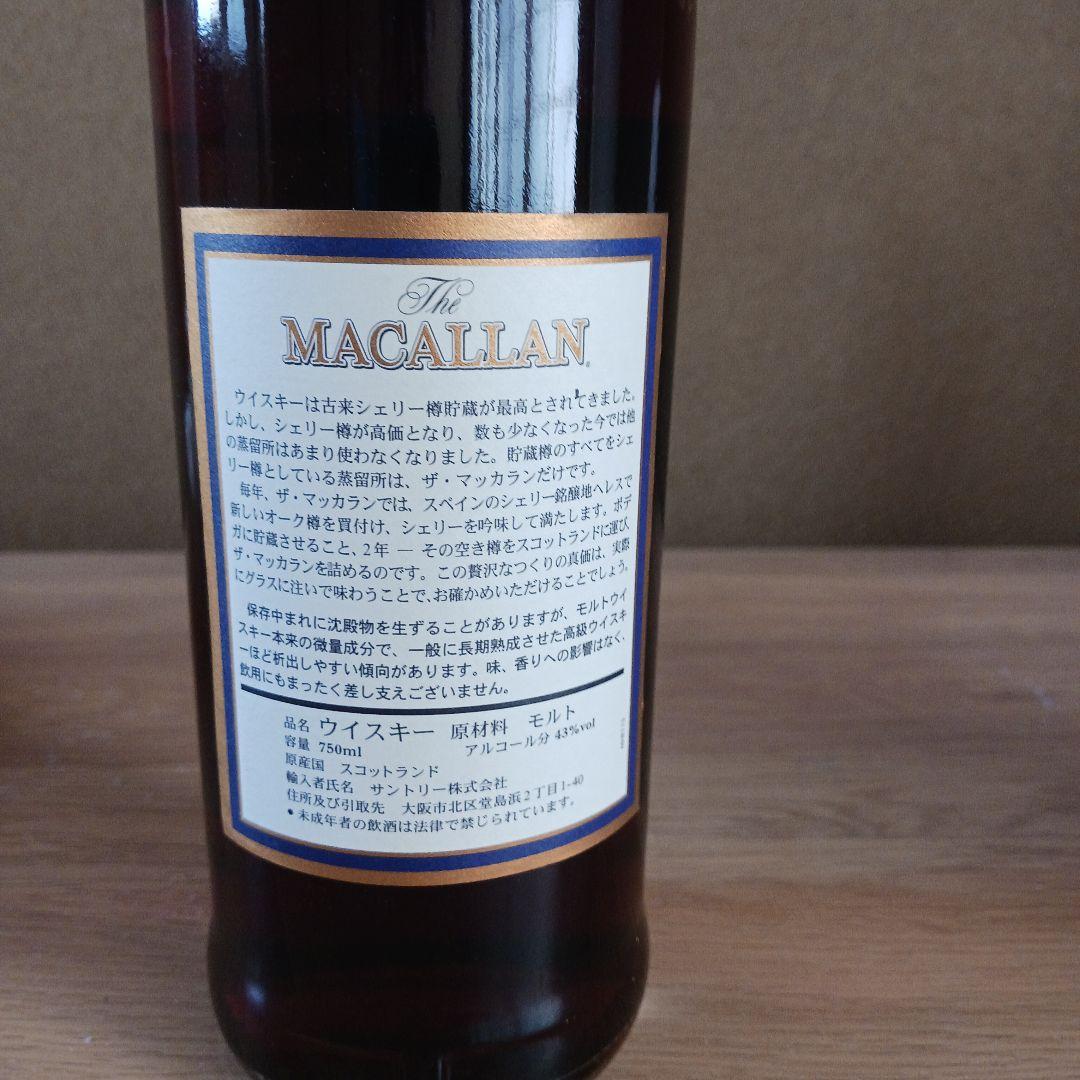 The
MACALLAN
ウイスキーは古来シェリー樽貯蔵が最高とされてきました。
しかし、シェリー樽が高価となり、数も少なくなった今では他
の蒸留所はあまり使わなくなりました。貯蔵樽のすべてをシェ
リー樽としている蒸留所は、ザ・マッカランだけです。
毎年、ザ・マッカランでは、スペインのシェリー銘醸地ヘレスで
新しいオーク樽を買付け、シェリーを吟味して満たします。ボデ
ガに貯蔵させること、2年 — その空き樽をスコットランドに運び、
ザ・マッカランを詰めるのです。この贅沢なつくりの真価は、実際
にグラスに注いで味わうことで、お確かめいただけることでしょう。
保存中まれに沈殿物を生ずることがありますが、モルトウイ
スキー本来の微量成分で、一般に長期熟成させた高級ウイスキ
ーほど析出しやすい傾向があります。味、香りへの影響はなく、
飲用にもまったく差し支えございません。
品名 ウイスキー 原材料 モルト
容量 750ml アルコール分 43%vol
原産国 スコットランド
輸入者氏名 サントリー株式会社
住所及び引取先 大阪市北区堂島浜2丁目1-40
●未成年者の飲酒は法律で禁じられています。